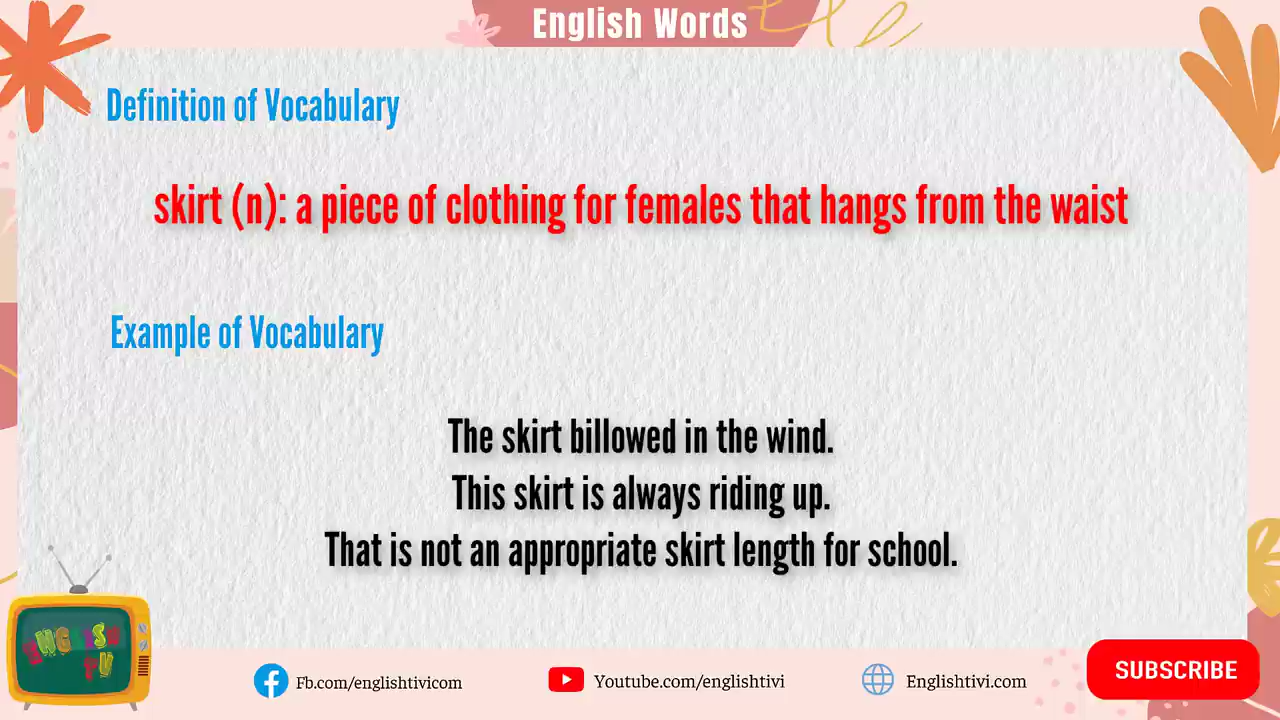 English Words
Definition of Vocabulary
skirt (n): a piece of clothing for females that hangs from the waist
Example of Vocabulary
The skirt billowed in the wind.
This skirt is always riding up.
That is not an appropriate skirt length for school.
ENGLISH
TV
Fb.com/englishtivicom
Youtube.com/englishtivi
Englishtivi.com
SUBSCRIBE